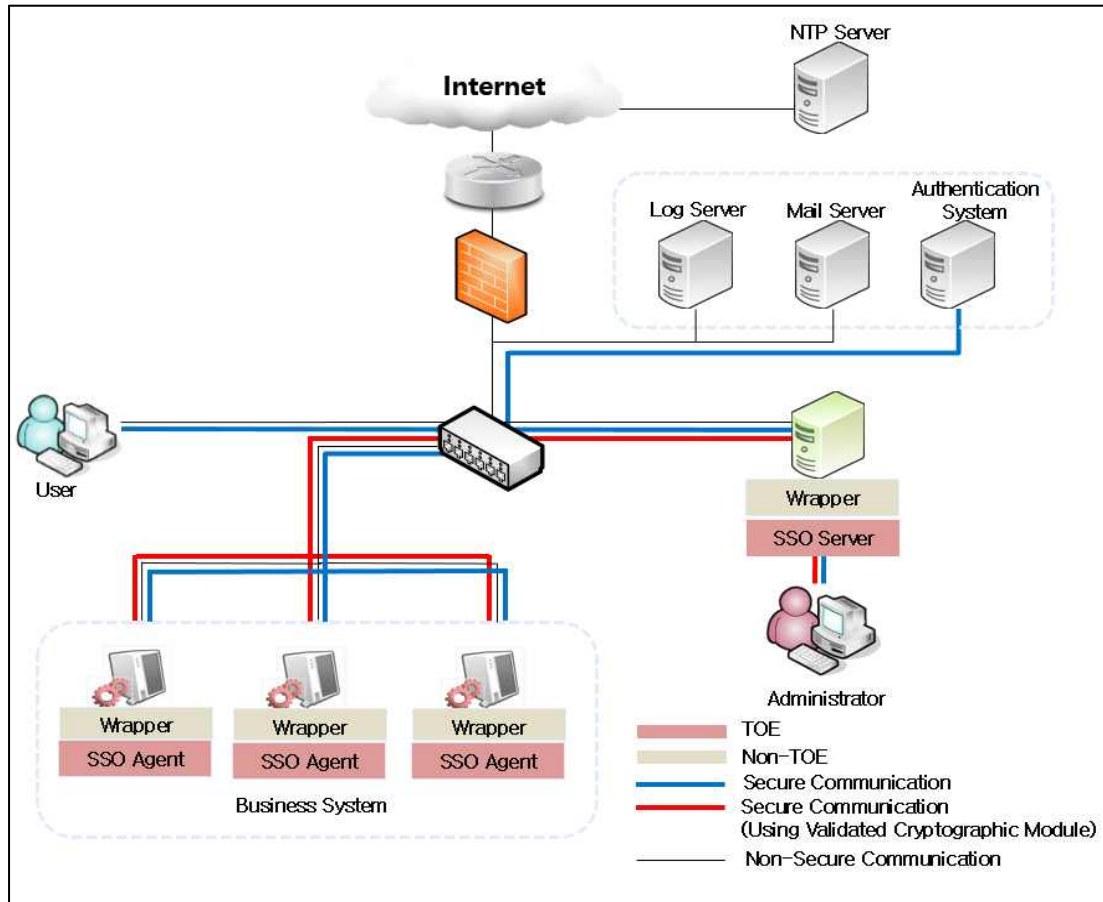 NTP Server
Internet
Log Server
Mail Server
Authentication
System
User
Wrapper
SSO Server
Administrator
Wrapper
SSO Agent
Wrapper
SSO Agent
Wrapper
SSO Agent
Business System
TOE
Non-TOE
Secure Communication
Secure Communication
(Using Validated Cryptographic Module)
Non-Secure Communication